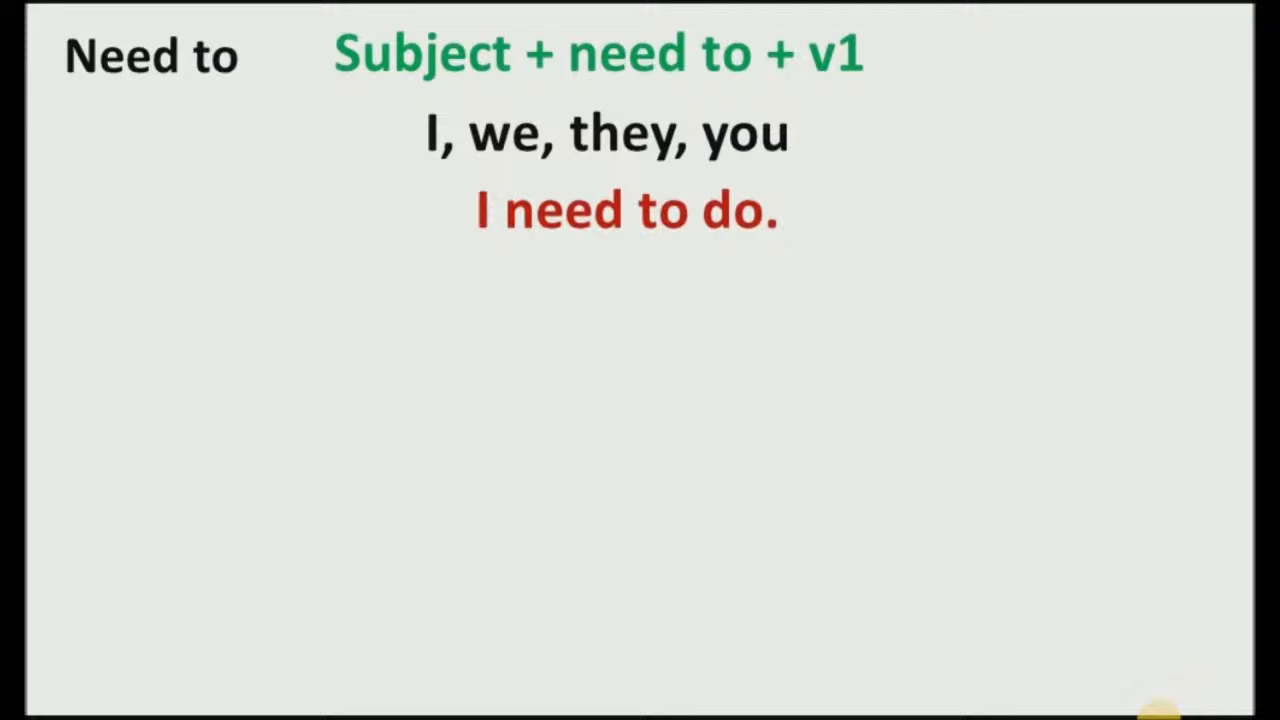 Need to Subject + need to + v1
I, we, they, you
I need to do.